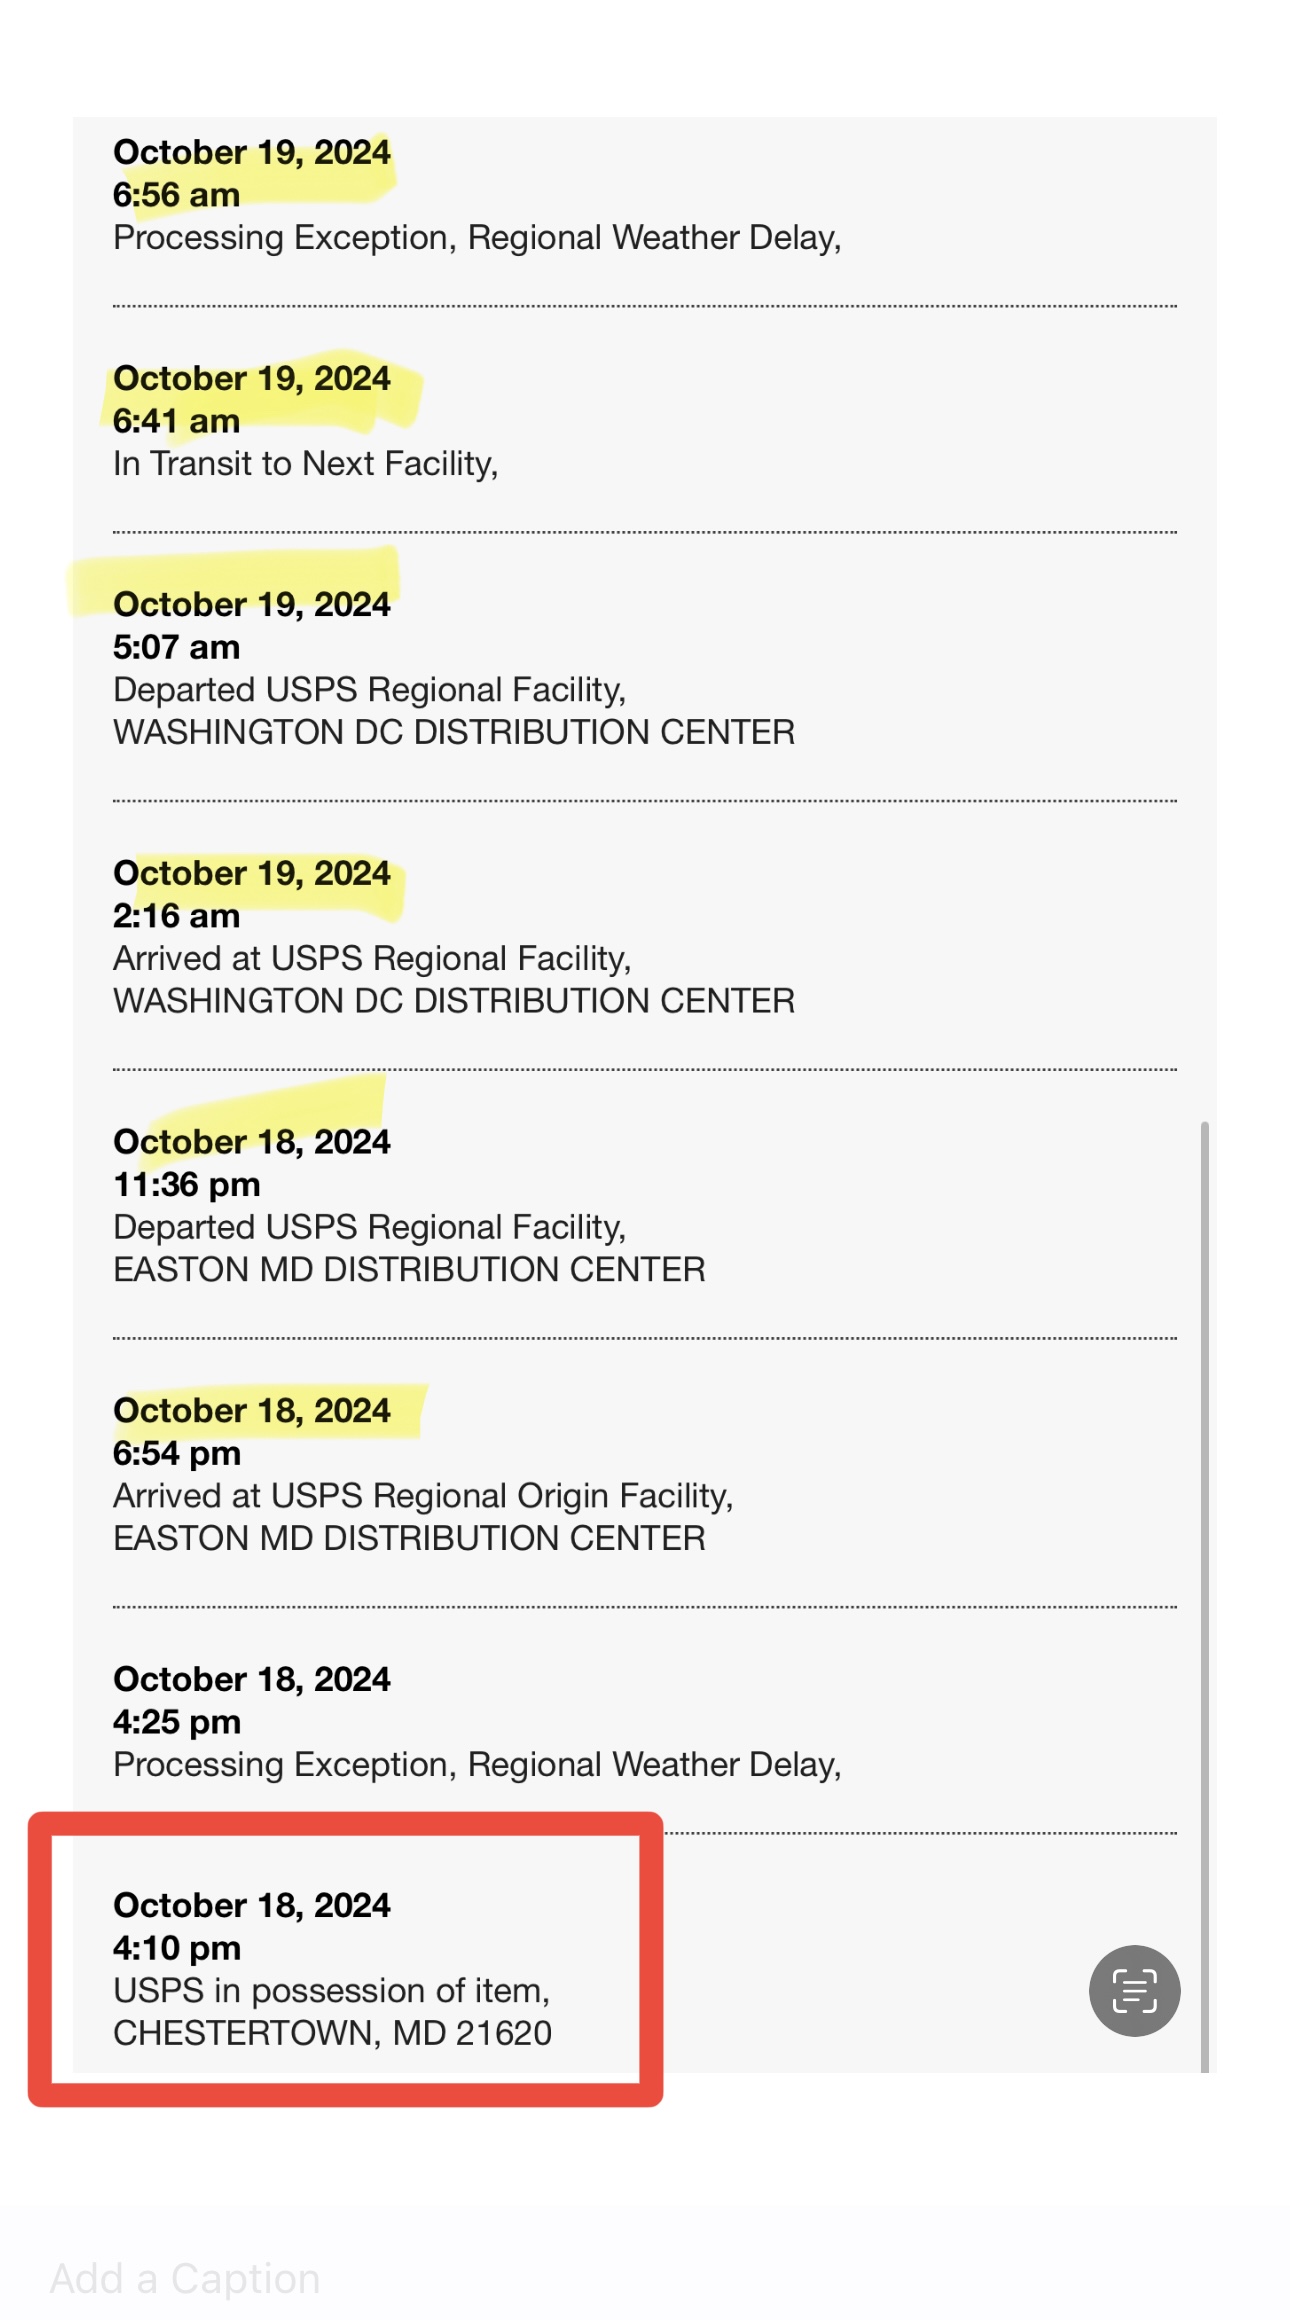 October 19, 2024
6:56 am
Processing Exception, Regional Weather Delay,
October 19, 2024
6:41 am
In Transit to Next Facility,
October 19, 2024
5:07 am
Departed USPS Regional Facility,
WASHINGTON DC DISTRIBUTION CENTER
October 19, 2024
2:16 am
Arrived at USPS Regional Facility,
WASHINGTON DC DISTRIBUTION CENTER
October 18, 2024
11:36 pm
Departed USPS Regional Facility,
EASTON MD DISTRIBUTION CENTER
October 18, 2024
6:54 pm
Arrived at USPS Regional Origin Facility,
EASTON MD DISTRIBUTION CENTER
October 18, 2024
4:25 pm
Processing Exception, Regional Weather Delay,
October 18, 2024
4:10 pm
USPS in possession of item,
CHESTERTOWN, MD 21620
Add a Caption